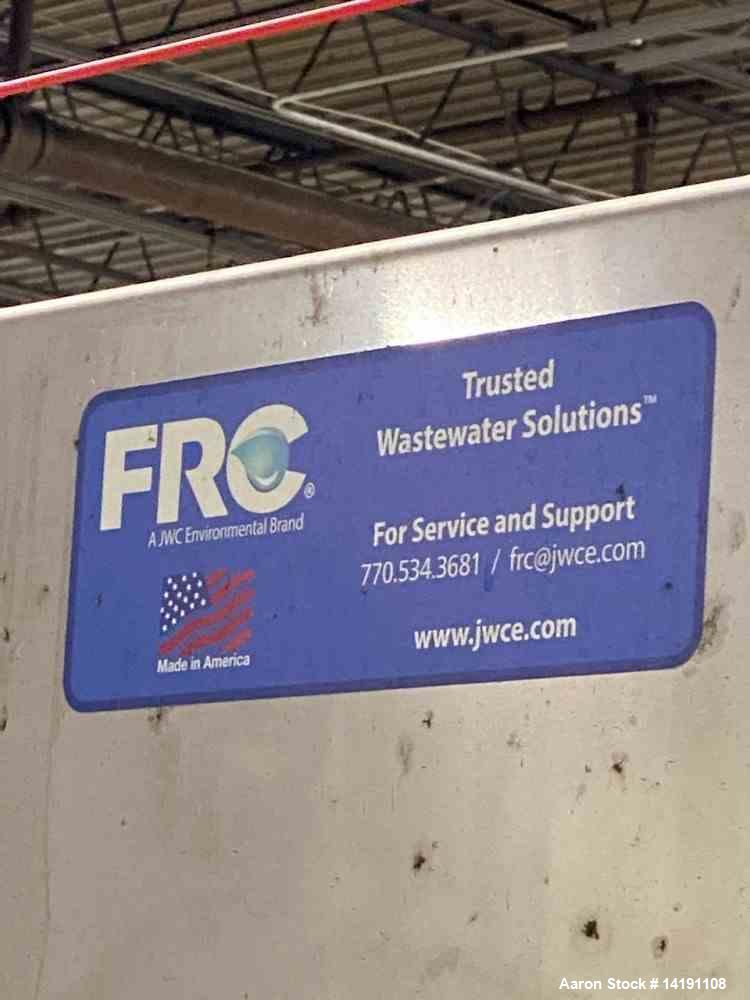 FRC®
A JWC Environmental Brand
Made in America
Trusted
Wastewater Solutions™
For Service and Support
770.534.3681 / frc@jwce.com
www.jwce.com
Aaron Stock # 14191108